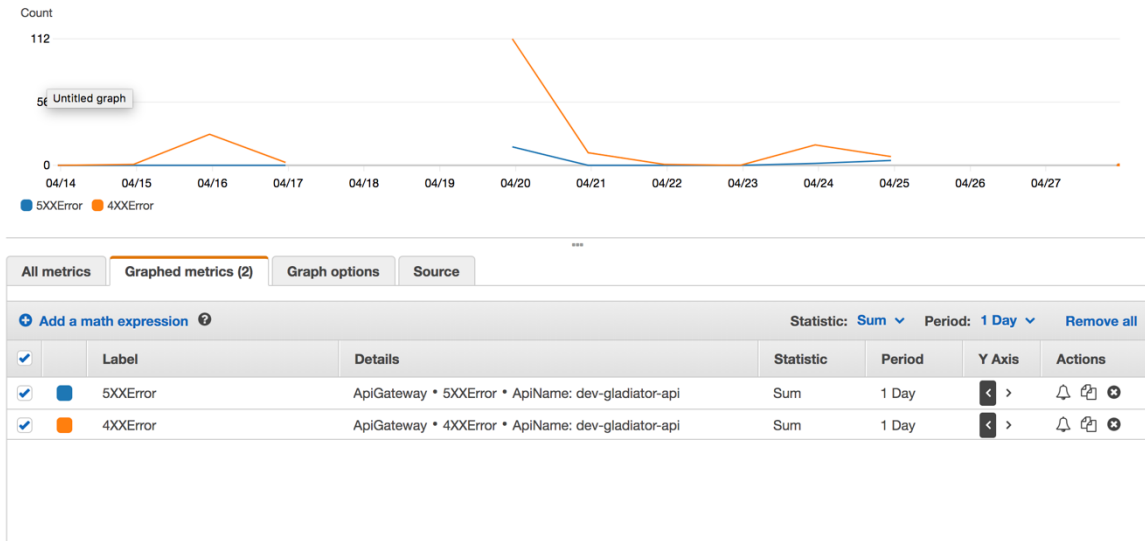 Count
112
56
Untitled graph
0
04/14 04/15 04/16 04/17 04/18 04/19 04/20 04/21 04/22 04/23 04/24 04/25 04/26 04/27
5XXError 4XXError
All metrics Graphed metrics (2) Graph options Source
Add a math expression ? Statistic: Sum Period: 1 Day Remove all
Label Details Statistic Period Y Axis Actions
5XXError ApiGateway • 5XXError • ApiName: dev-gladiator-api Sum 1 Day < >
4XXError ApiGateway • 4XXError • ApiName: dev-gladiator-api Sum 1 Day < >